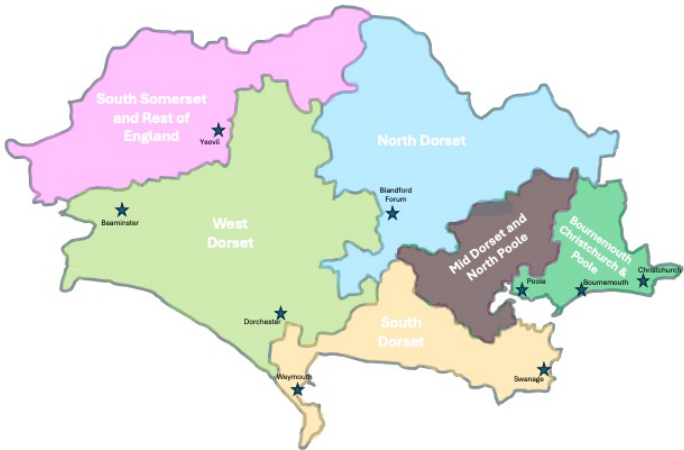 South Somerset
and Rest of
England
Yeovil
North Dorset
Blandford
Forum
Beaminster
West
Dorset
Mid Dorset and
North Poole
Bournemouth
Christchurch &
Poole
Christchurch
Poole
Bournemouth
Dorchester
South
Dorset
Swanage
Weymouth